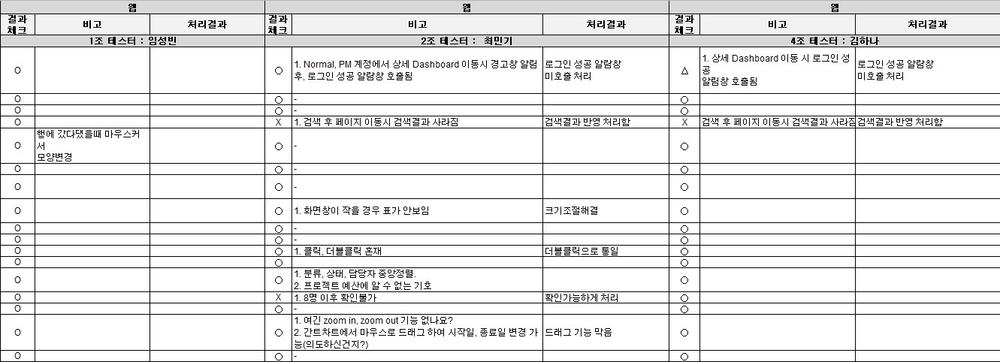 웹 웹 웹
결과체크 비고 처리결과 결과체크 비고 처리결과 결과체크 비고 처리결과
1조 테스터 : 임성빈 2조 테스터 : 최민기 4조 테스터 : 김하나
O ○ 1. Normal, PM 계정에서 상세 Dashboard 이동시 경고창 알림 로그인 성공 알람창 △ 1. 상세 Dashboard 이동 시 로그인 성 로그인 성공 알람창
후, 로그인 성공 알람창 호출됨 미호출 처리 공 미호출 처리
알림창 호출됨
O ○ - ○
O ○ - ○
O X 1. 검색 후 페이지 이동시 검색결과 사라짐 검색결과 반영 처리함 X 검색 후 페이지 이동시 검색결과 사라짐 검색결과 반영 처리함
O 행에 갔다댔을때 마우스커 ○ - ○
서
모양변경
O ○ - ○
O ○ - ○
O ○ 1. 화면창이 작을 경우 표가 안보임 크기조절해결 ○
O ○ - ○
O ○ - ○
O ○ 1. 클릭, 더블클릭 혼재 더블클릭으로 통일 ○
O ○ ○
O ○ 1. 분류, 상태, 담당자 중앙정렬. ○
2. 프로젝트 예산에 알 수 없는 기호
O X 1. 8명 이후 확인불가 확인가능하게 처리 ○
O ○ - ○
O ○ 1. 여긴 zoom in, zoom out 기능 없나요? ○
2. 간트차트에서 마우스로 드래그 하여 시작일, 종료일 변경 가 드래그 기능 막음
능(의도하신건지?)
O ○ - ○